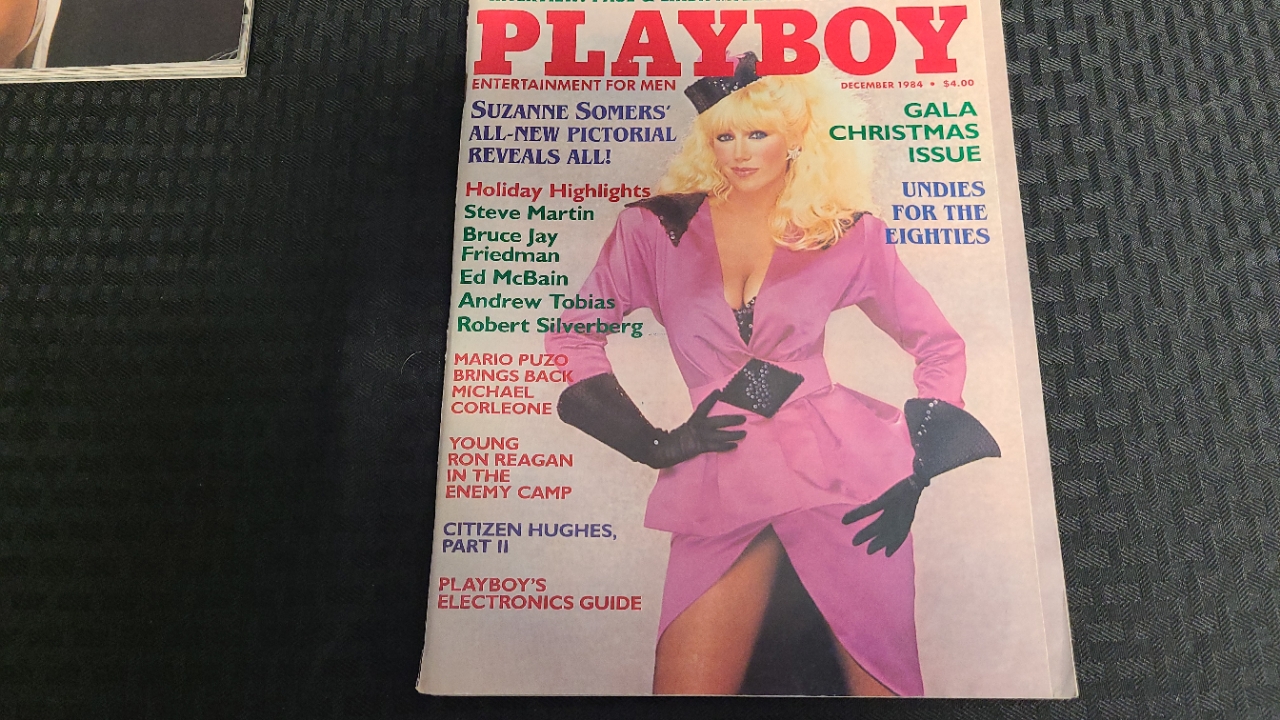 PLAYBOY
ENTERTAINMENT FOR MEN
DECEMBER 1984 • $4.00
SUZANNE SOMERS'
ALL-NEW PICTORIAL
REVEALS ALL!
GALA
CHRISTMAS
ISSUE
UNDIES
FOR THE
EIGHTIES
Holiday Highlights
Steve Martin
Bruce Jay
Friedman
Ed McBain
Andrew Tobias
Robert Silverberg
MARIO PUZO
BRINGS BACK
MICHAEL
CORLEONE
YOUNG
RON REAGAN
IN THE
ENEMY CAMP
CITIZEN HUGHES,
PART II
PLAYBOY'S
ELECTRONICS GUIDE